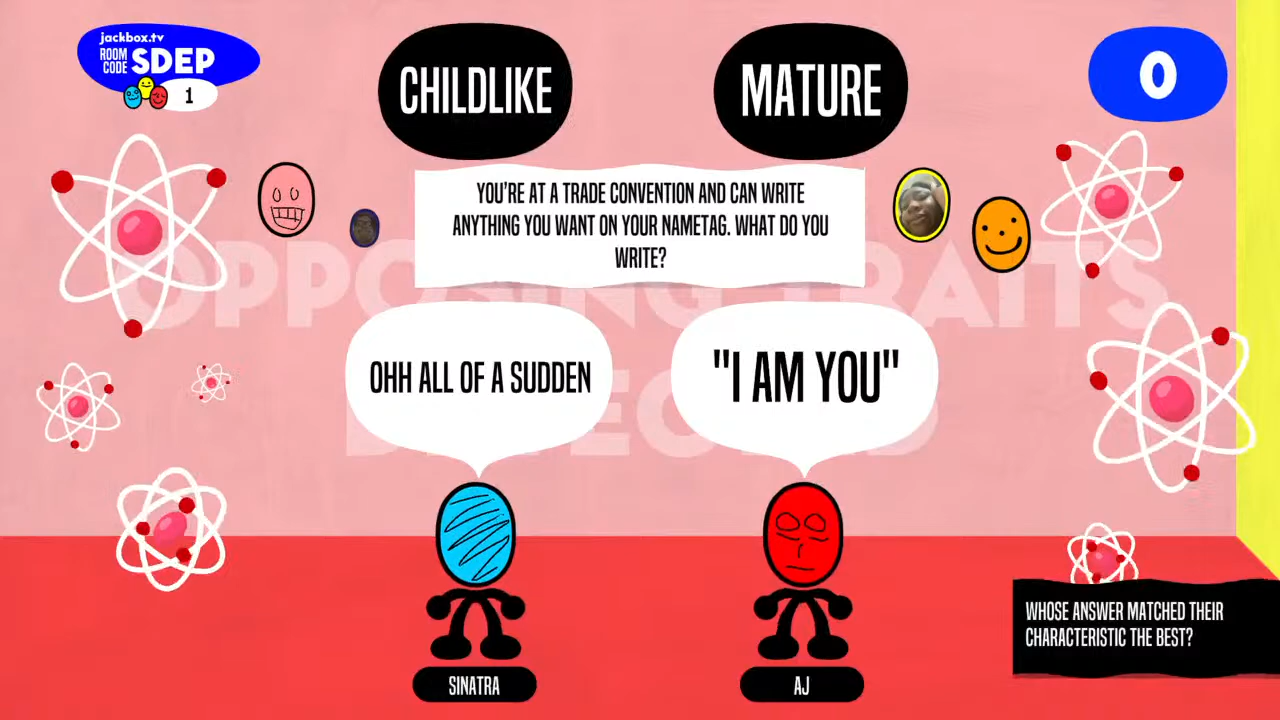 jackbox.tv
ROOM
CODE
SDEP
1
CHILDLIKE
MATURE
0
YOU'RE AT A TRADE CONVENTION AND CAN WRITE
ANYTHING YOU WANT ON YOUR NAMETAG. WHAT DO YOU
WRITE?
OPPOSING TRAITS
OHH ALL OF A SUDDEN
"I AM YOU"
WHOSE ANSWER MATCHED THEIR
CHARACTERISTIC THE BEST?
SINATRA
AJ